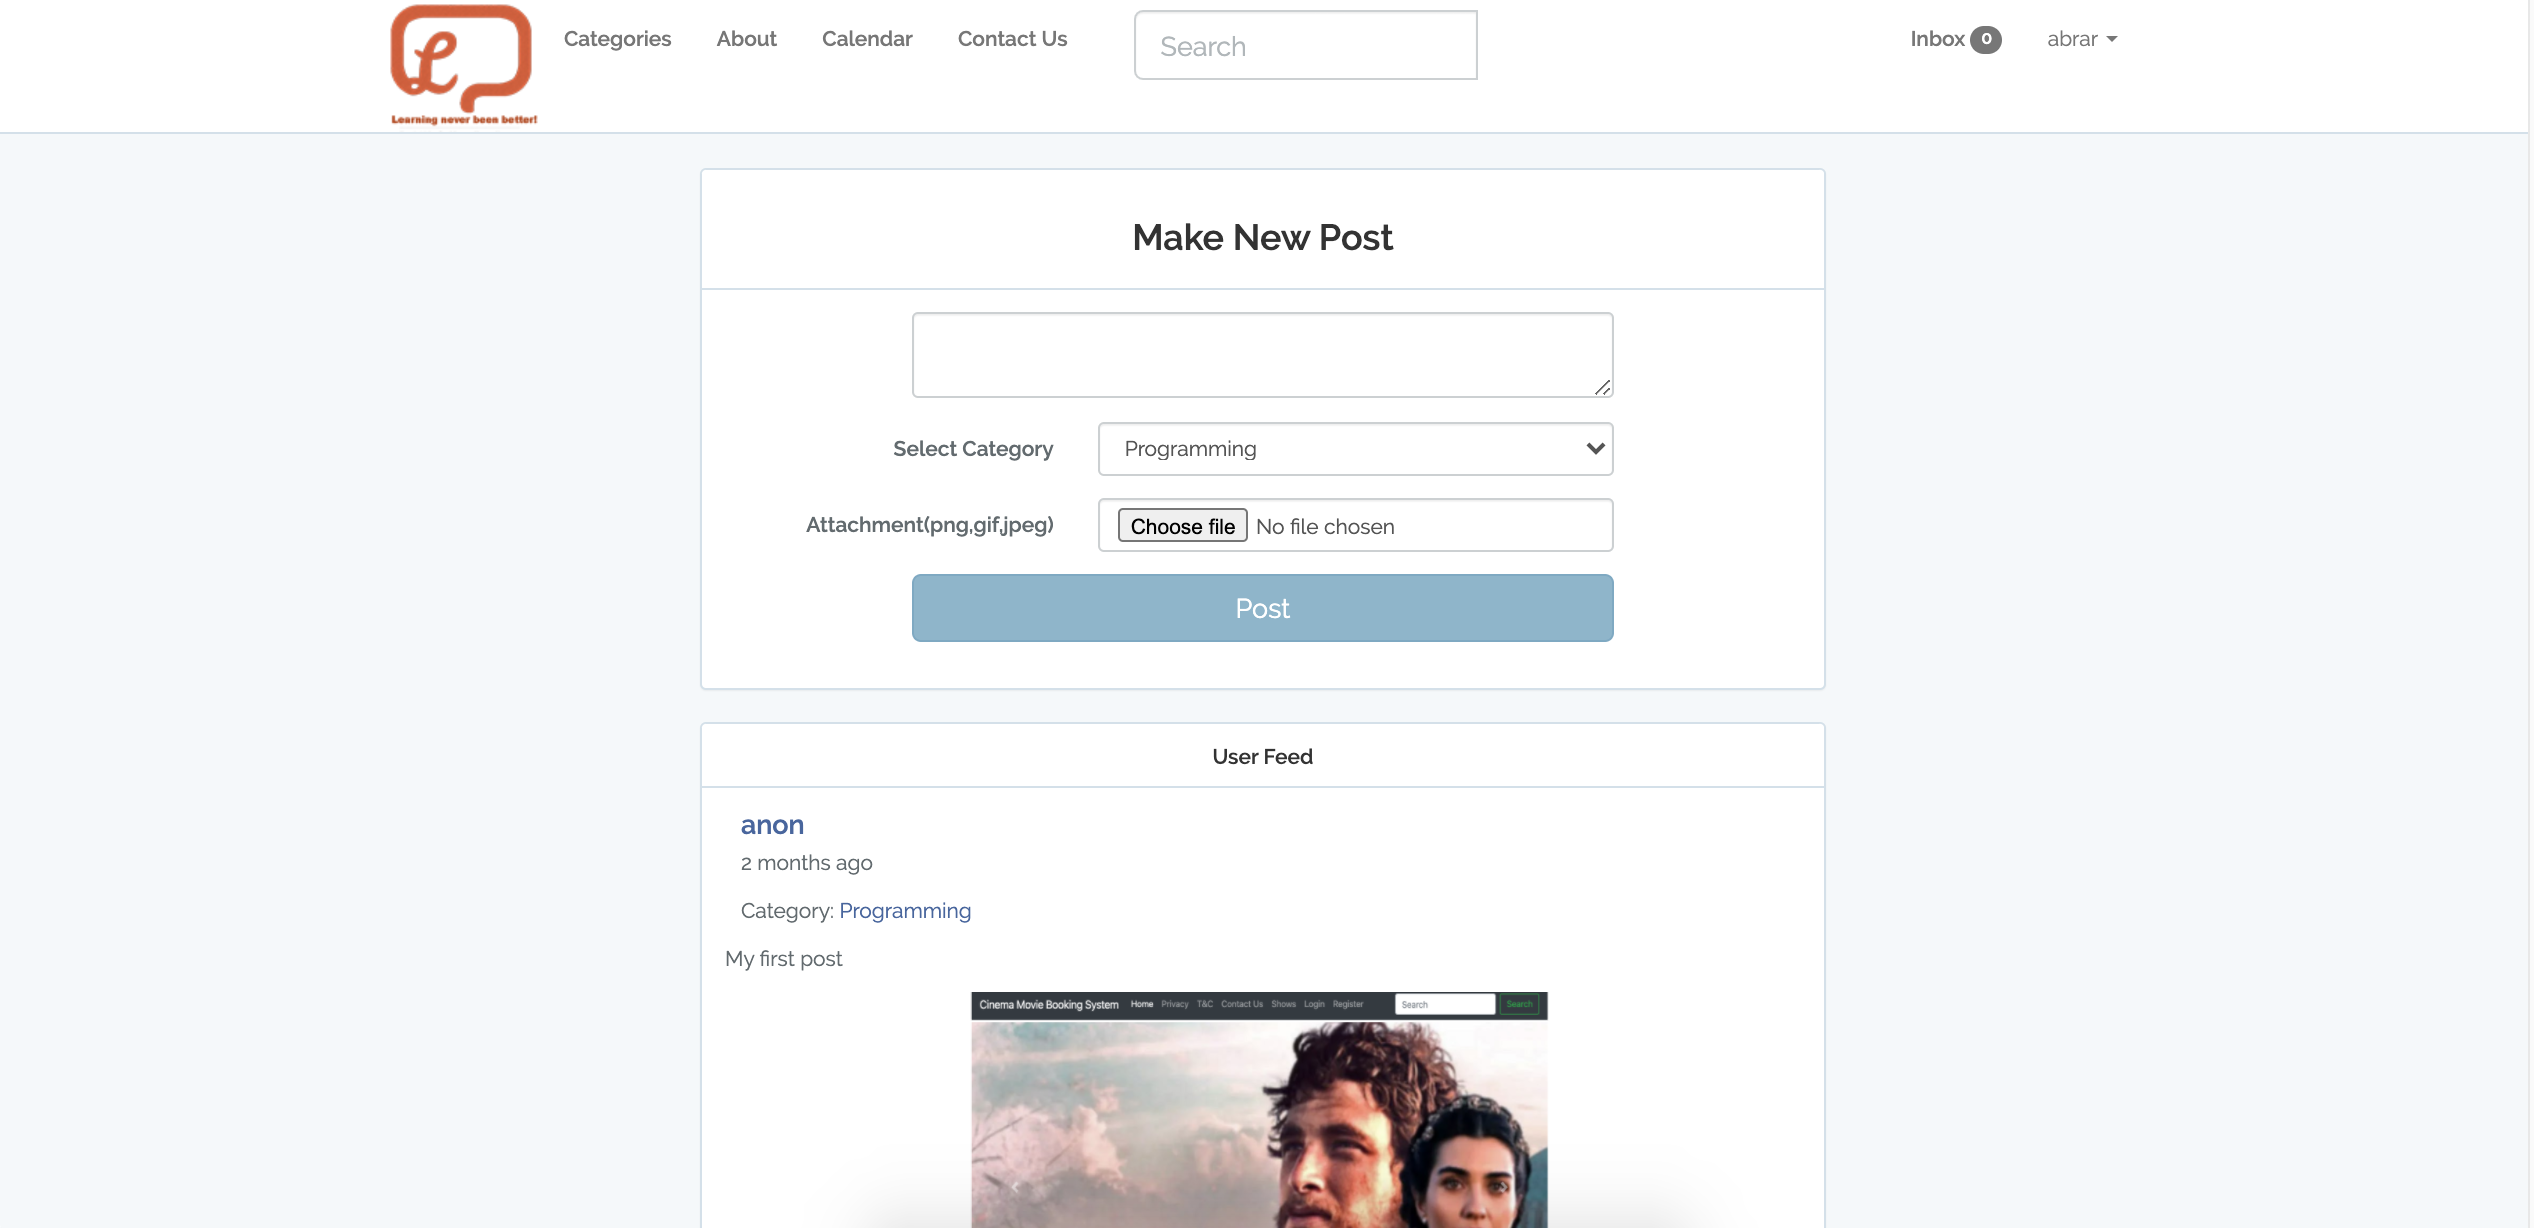 L
Learning never been better!
Categories
About
Calendar
Contact Us
Search
Inbox 0
abrar
Make New Post
Select Category
Programming
Attachment(png,gif,jpeg)
Choose file No file chosen
Post
User Feed
anon
2 months ago
Category: Programming
My first post
Cinema Movie Booking System Home Privacy T&C Contact Us Shows Login Register Search Search